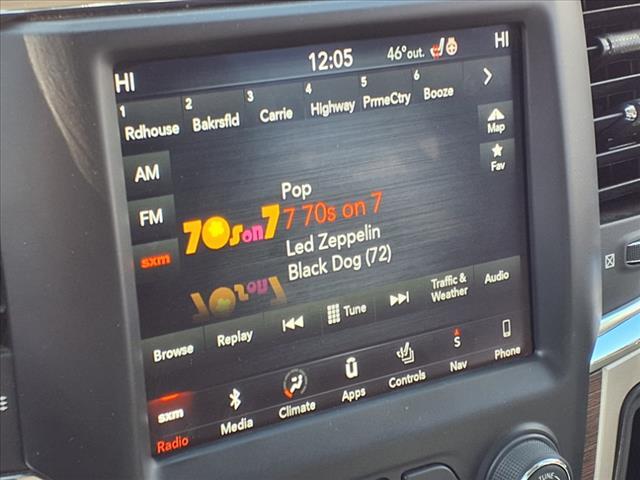 HI 12:05 46°out. HI
1 Rdhouse 2 Bakrsfld 3 Carrie 4 Highway 5 PrmeCtry 6 Booze
AM
FM
sxm
Map
Fav
Pop
70s on 7
7 70s on 7
Led Zeppelin
Black Dog (72)
Browse Replay Tune Traffic & Weather Audio
sxm
Radio Media Climate Apps Controls S Nav Phone
TUNE